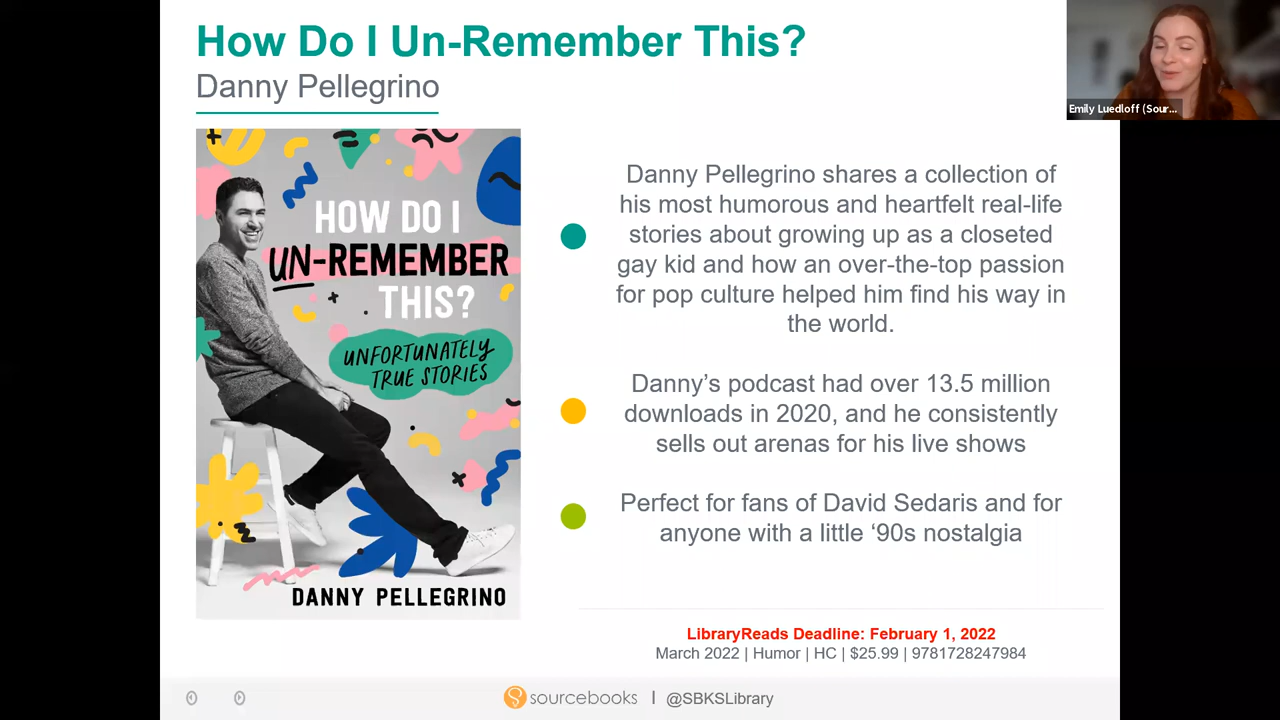 How Do I Un-Remember This?
Danny Pellegrino
Emily Luedloff (Sour...
HOW DO I
UN-REMEMBER
THIS?
UNFORTUNATELY
TRUE STORIES
DANNY PELLEGRINO
Danny Pellegrino shares a collection of
his most humorous and heartfelt real-life
stories about growing up as a closeted
gay kid and how an over-the-top passion
for pop culture helped him find his way in
the world.
Danny’s podcast had over 13.5 million
downloads in 2020, and he consistently
sells out arenas for his live shows
Perfect for fans of David Sedaris and for
anyone with a little ‘90s nostalgia
LibraryReads Deadline: February 1, 2022
March 2022 | Humor | HC | $25.99 | 9781728247984
sourcebooks | @SBKSLibrary